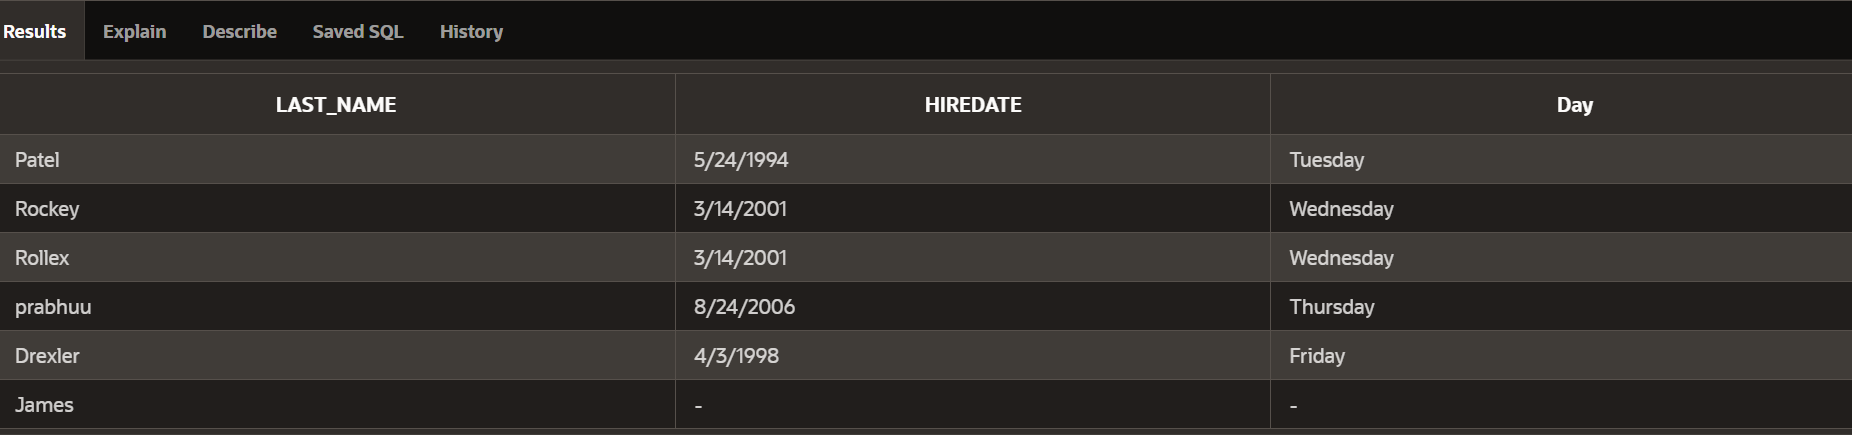 Results Explain Describe Saved SQL History
LAST_NAME HIREDATE Day
Patel 5/24/1994 Tuesday
Rockey 3/14/2001 Wednesday
Rollex 3/14/2001 Wednesday
prabhuu 8/24/2006 Thursday
Drexler 4/3/1998 Friday
James - -